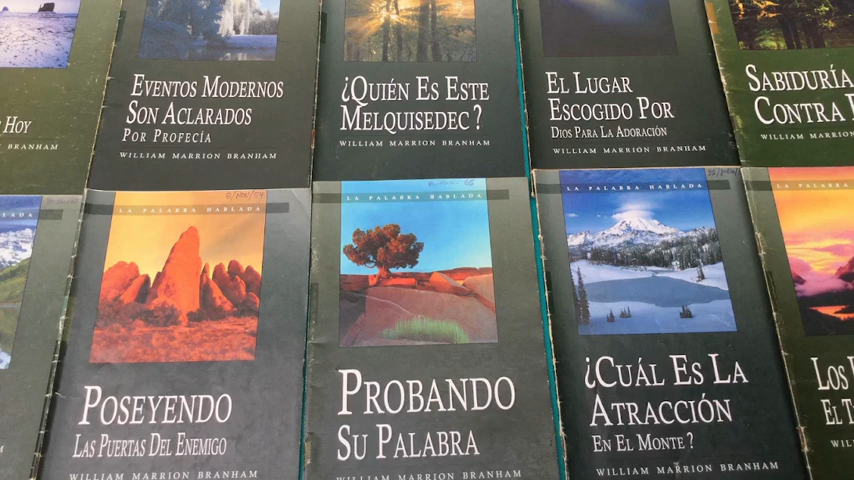 Hoy
Eventos Modernos
Son Aclarados
Por Profecía
William Marrion Branham
¿Quién Es Este
Melquisedec?
William Marrion Branham
El Lugar
Escogido Por
Dios Para La Adoración
William Marrion Branham
Sabiduría
Contra
William Marrion
La Palabra Hablada
Poseyendo
Las Puertas Del Enemigo
William Marrion Branham
La Palabra Hablada
Probando
Su Palabra
William Marrion Branham
La Palabra Hablada
¿Cuál Es La
Atracción
En El Monte?
William Marrion Branham
La Pal
Los
El